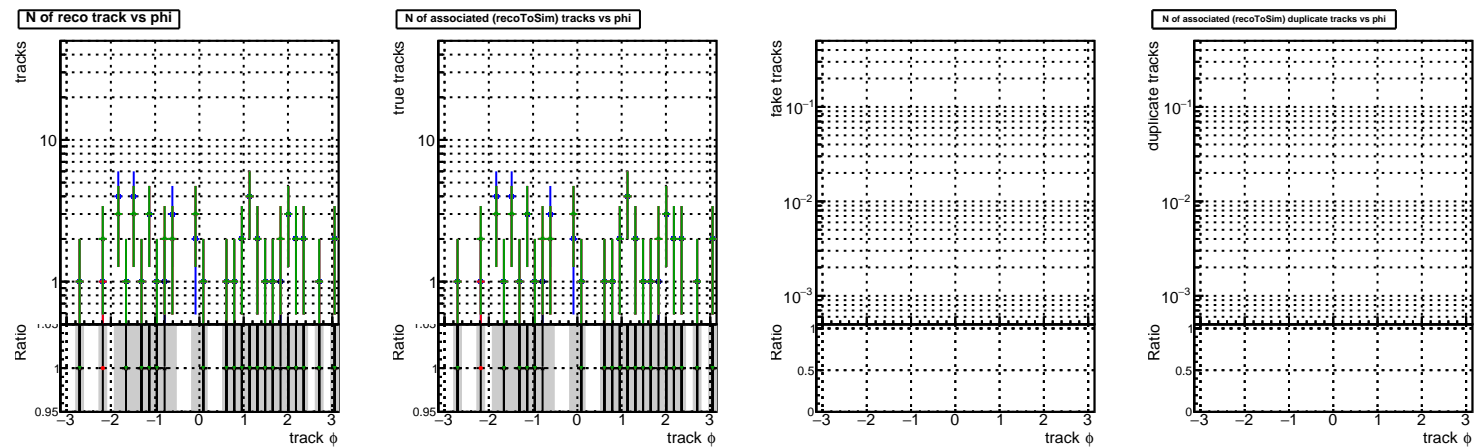 N of reco track vs phi
tracks
10
1
Ratio
1.05
1
0.95
−3 −2 −1 0 1 2 3
track ϕ
N of associated (recoToSim) tracks vs phi
true tracks
10
1
Ratio
1
0.95
−3 −2 −1 0 1 2 3
track ϕ
fake tracks
10−1
10−2
10−3
Ratio
1
0.5
0
−3 −2 −1 0 1 2 3
track ϕ
N of associated (recoToSim) duplicate tracks vs phi
duplicate tracks
10−1
10−2
10−3
Ratio
1
0.5
0
−3 −2 −1 0 1 2 3
track ϕ